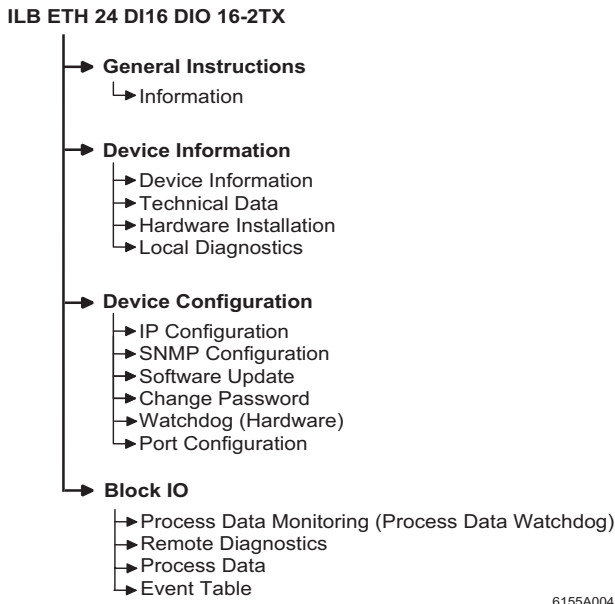 ILB ETH 24 DI16 DIO 16-2TX
General Instructions
Information
Device Information
Device Information
Technical Data
Hardware Installation
Local Diagnostics
Device Configuration
IP Configuration
SNMP Configuration
Software Update
Change Password
Watchdog (Hardware)
Port Configuration
Block IO
Process Data Monitoring (Process Data Watchdog)
Remote Diagnostics
Process Data
Event Table
6155A004